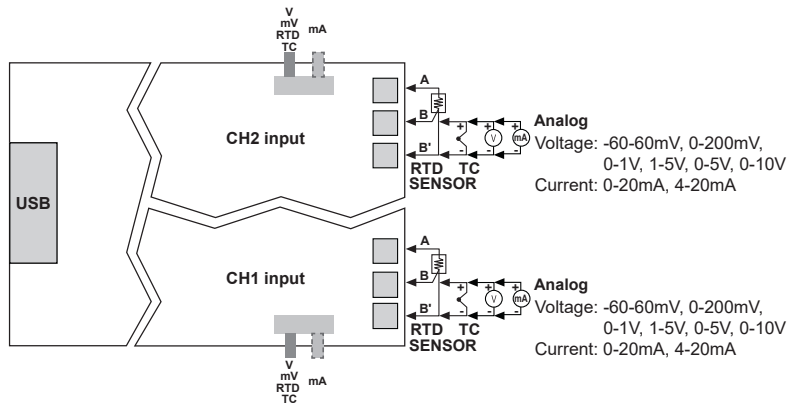 V
mV
RTD
TC
mA
A
CH2 input
B
B'
+
+
+
-
-
-
V
mA
RTD TC
SENSOR
Analog
Voltage: -60-60mV, 0-200mV,
0-1V, 1-5V, 0-5V, 0-10V
Current: 0-20mA, 4-20mA
USB
A
CH1 input
B
B'
+
+
+
-
-
-
V
mA
RTD TC
SENSOR
Analog
Voltage: -60-60mV, 0-200mV,
0-1V, 1-5V, 0-5V, 0-10V
Current: 0-20mA, 4-20mA
V
mV
RTD
TC
mA